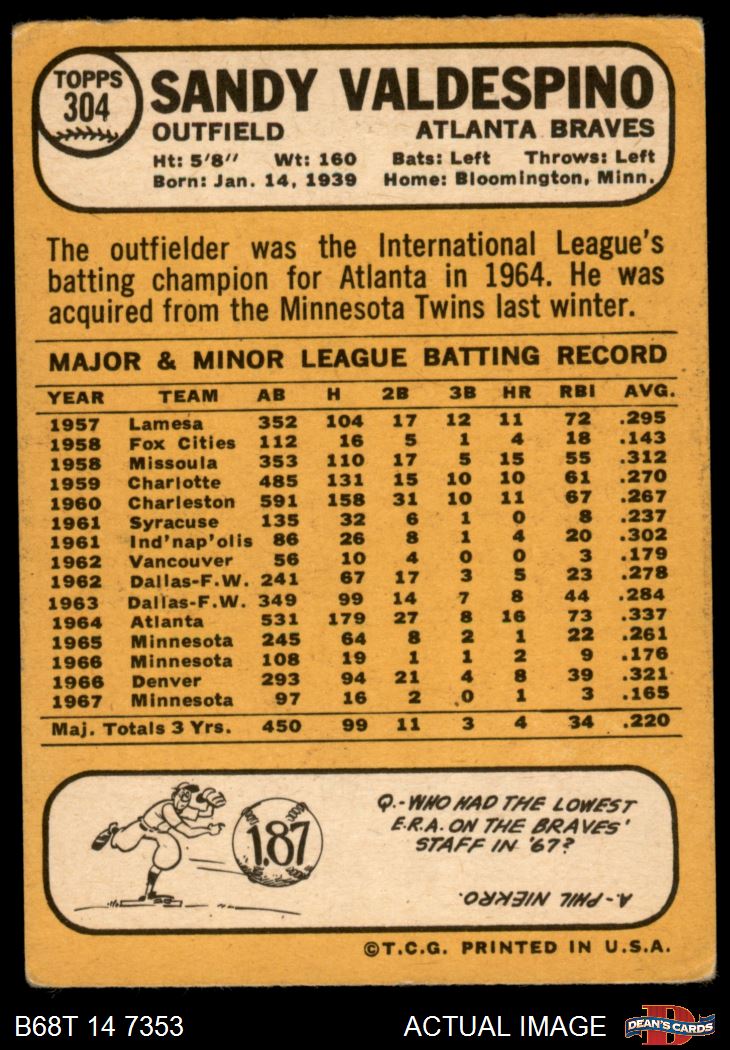 TOPPS
304
SANDY VALDESPINO
OUTFIELD ATLANTA BRAVES
Ht: 5'8" Wt: 160 Bats: Left Throws: Left
Born: Jan. 14, 1939 Home: Bloomington, Minn.
The outfielder was the International League's
batting champion for Atlanta in 1964. He was
acquired from the Minnesota Twins last winter.
MAJOR & MINOR LEAGUE BATTING RECORD
YEAR TEAM AB H 2B 3B HR RBI AVG.
1957 Lamesa 352 104 17 12 11 72 .295
1958 Fox Cities 112 16 5 1 4 18 .143
1958 Missoula 353 110 17 5 15 55 .312
1959 Charlotte 485 131 15 10 10 61 .270
1960 Charleston 591 158 31 10 11 67 .267
1961 Syracuse 135 32 6 1 0 8 .237
1961 Ind'nap'olis 86 26 8 1 4 20 .302
1962 Vancouver 56 10 4 0 0 3 .179
1962 Dallas-F.W. 241 67 17 3 5 23 .278
1963 Dallas-F.W. 349 99 14 7 8 44 .284
1964 Atlanta 531 179 27 8 16 73 .337
1965 Minnesota 245 64 8 2 1 22 .261
1966 Minnesota 108 19 1 1 2 9 .176
1966 Denver 293 94 21 4 8 39 .321
1967 Minnesota 97 16 2 0 1 3 .165
Maj. Totals 3 Yrs. 450 99 11 3 4 34 .220
1.87
Q.-WHO HAD THE LOWEST
E.R.A. ON THE BRAVES'
STAFF IN '67?
A-PHIL NIEKRO.
©T.C.G. PRINTED IN U.S.A.
B68T 14 7353 ACTUAL IMAGE
D
DEAN'S CARDS